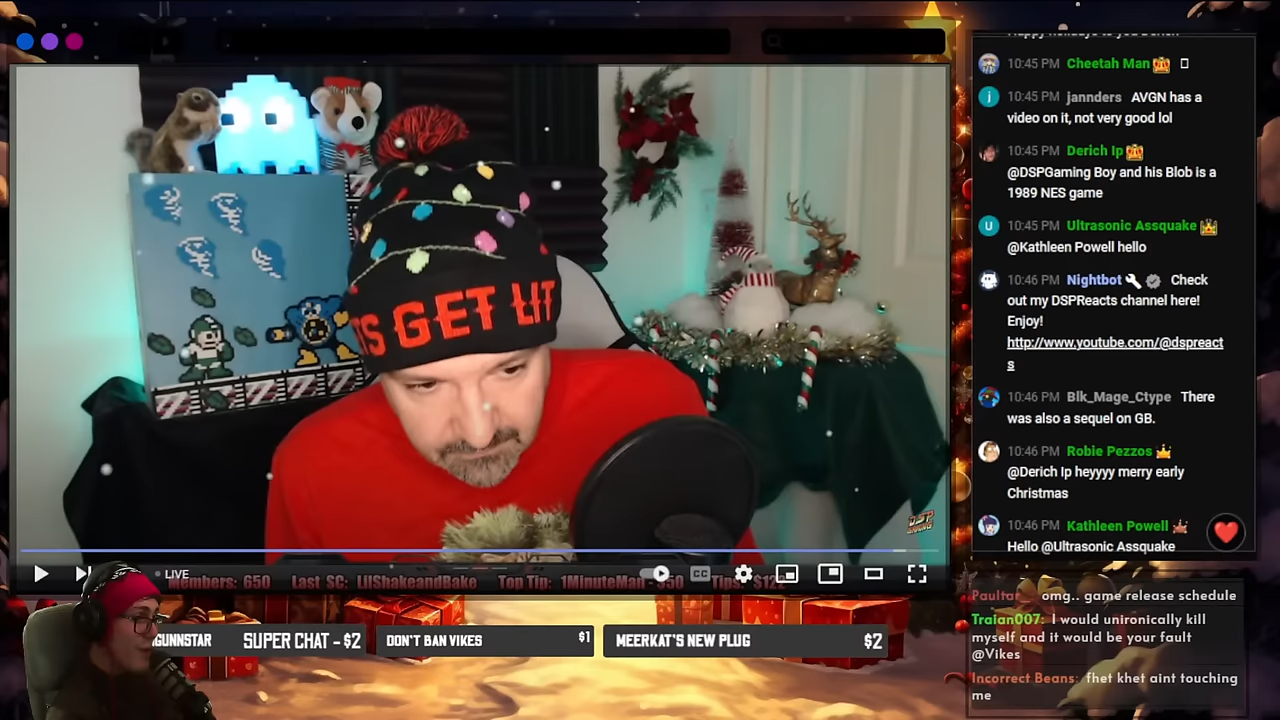 Happy holidays to you Derich
10:45 PM Cheetah Man
10:45 PM jannders AVGN has a
video on it, not very good lol
10:45 PM Derich Ip
@DSPGaming Boy and his Blob is a
1989 NES game
10:45 PM Ultrasonic Assquake
@Kathleen Powell hello
10:46 PM Nightbot Check
out my DSPReacts channel here!
Enjoy!
http://www.youtube.com/@dspreact
s
10:46 PM Blk_Mage_Ctype There
was also a sequel on GB.
10:46 PM Robie Pezzos
@Derich Ip heyyyy merry early
Christmas
10:46 PM Kathleen Powell
Hello @Ultrasonic Assquake
TS GET LIT
DSP
LIVE
CC
Members: 650 Last SC: LilShakeandBake Top Tip: 1MinuteMan - $50 Tips: $12
GUNNSTAR SUPER CHAT - $2
DON'T BAN VIKES $1
MEERKAT'S NEW PLUG $2
Paultar omg.. game release schedule
Traian007: I would unironically kill
myself and it would be your fault
@Vikes
Incorrect Beans: fhet khet aint touching
me